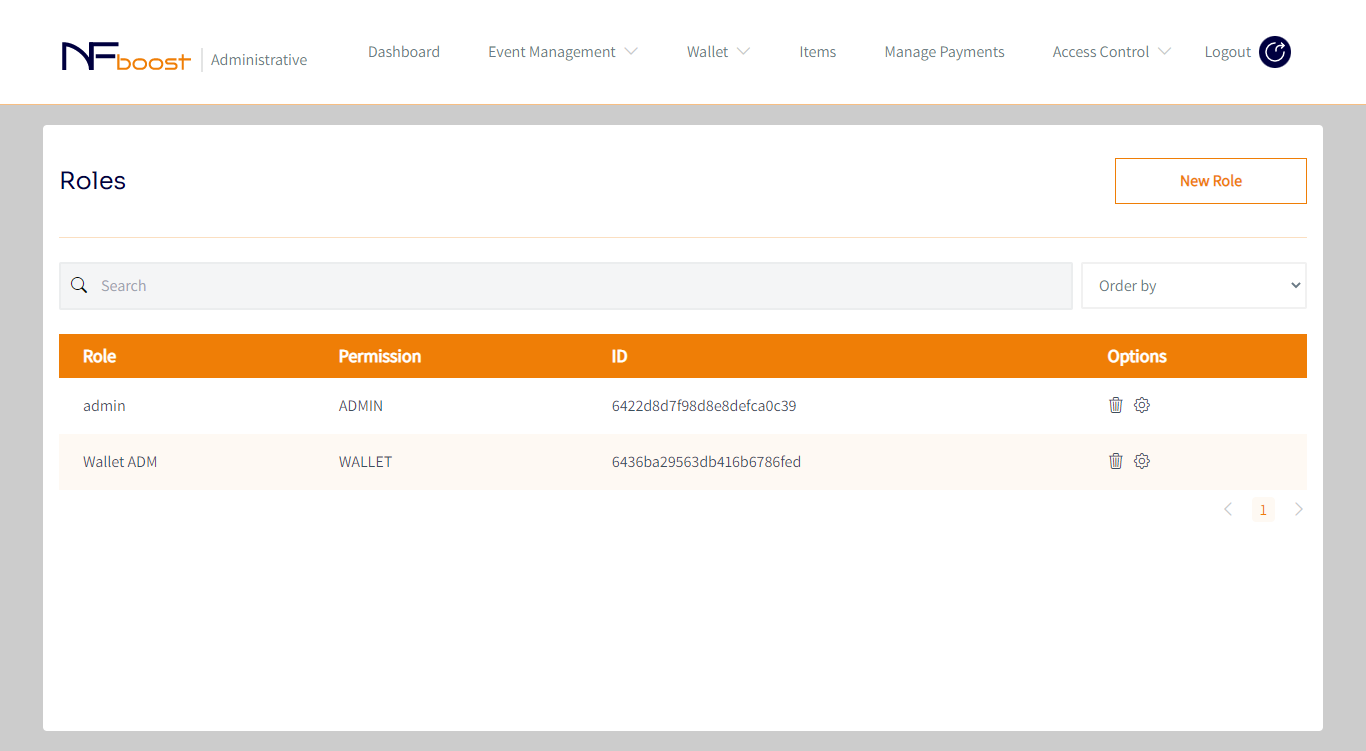 NFboost | Administrative Dashboard Event Management Wallet Items Manage Payments Access Control Logout
Roles New Role
Search Order by
Role Permission ID Options
admin ADMIN 6422d8d7f98d8e8defca0c39
Wallet ADM WALLET 6436ba29563db416b6786fed
1